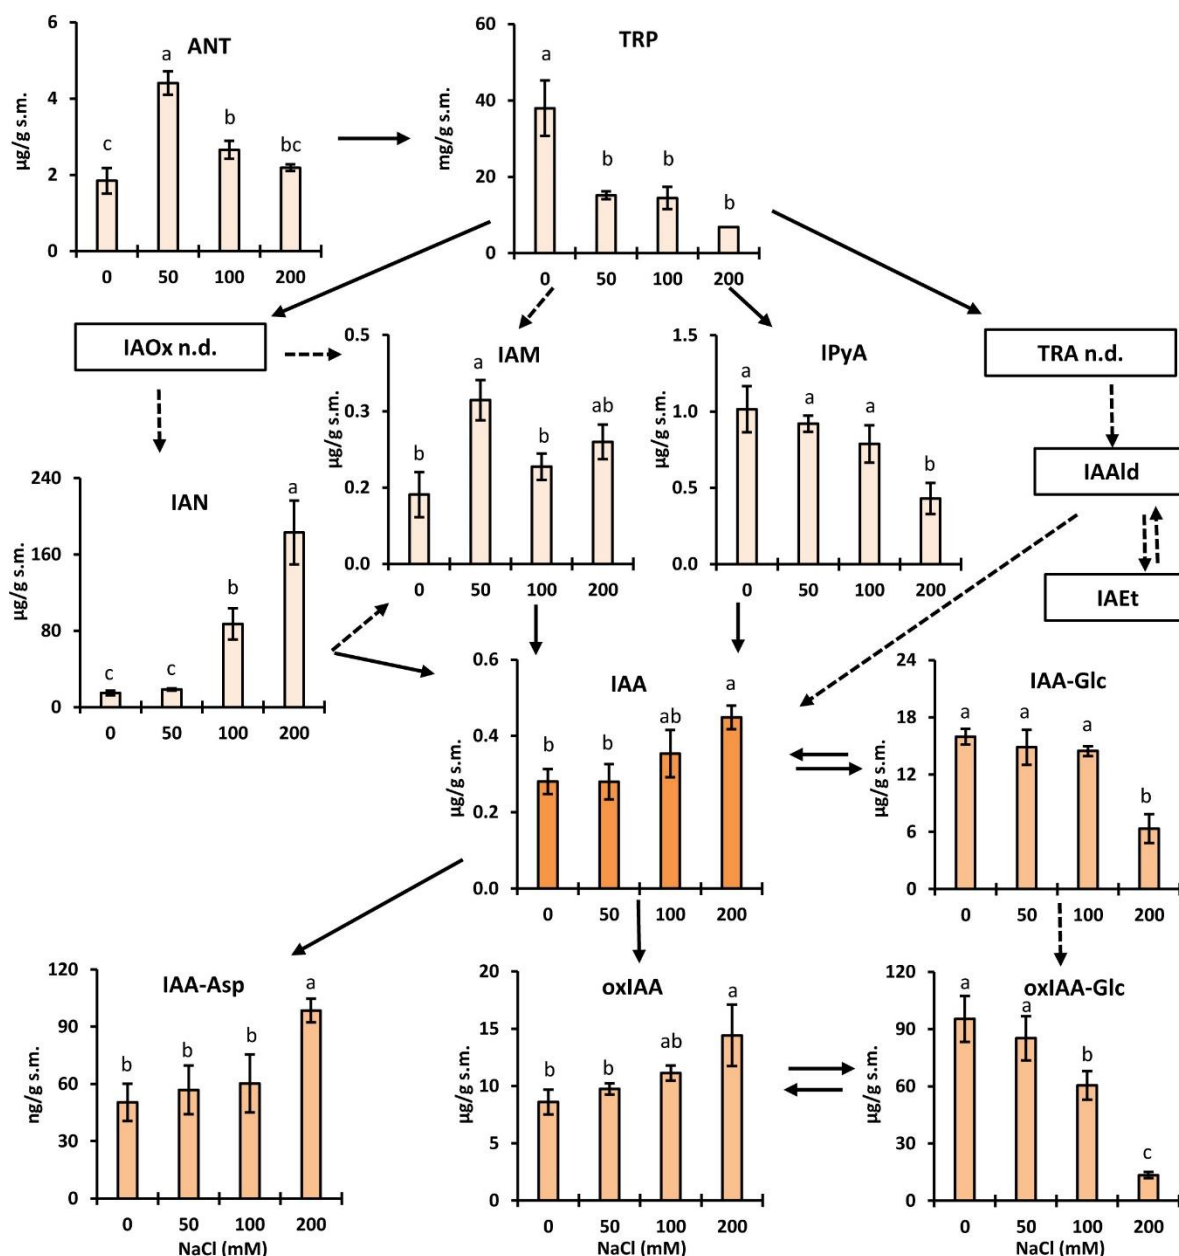 ANT
µg/g s.m.
6
4
2
0
c
a
b
bc
0 50 100 200
TRP
mg/g s.m.
60
40
20
0
a
b
b
b
0 50 100 200
IAOx n.d.
IAM
µg/g s.m.
0.5
0.3
0.2
0.0
b
a
b
ab
0 50 100 200
IPyA
µg/g s.m.
1.5
1.0
0.5
0.0
a
a
a
b
0 50 100 200
TRA n.d.
IAAld
IAEt
IAN
µg/g s.m.
240
160
80
0
c
c
b
a
0 50 100 200
IAA
µg/g s.m.
0.6
0.4
0.2
0.0
b
b
ab
a
0 50 100 200
IAA-Glc
µg/g s.m.
24
18
12
6
0
a
a
a
b
0 50 100 200
IAA-Asp
ng/g s.m.
120
90
60
30
0
b
b
b
a
0 50 100 200
NaCl (mM)
oxIAA
µg/g s.m.
20
15
10
5
0
b
b
ab
a
0 50 100 200
NaCl (mM)
oxIAA-Glc
µg/g s.m.
120
90
60
30
0
a
a
b
c
0 50 100 200
NaCl (mM)